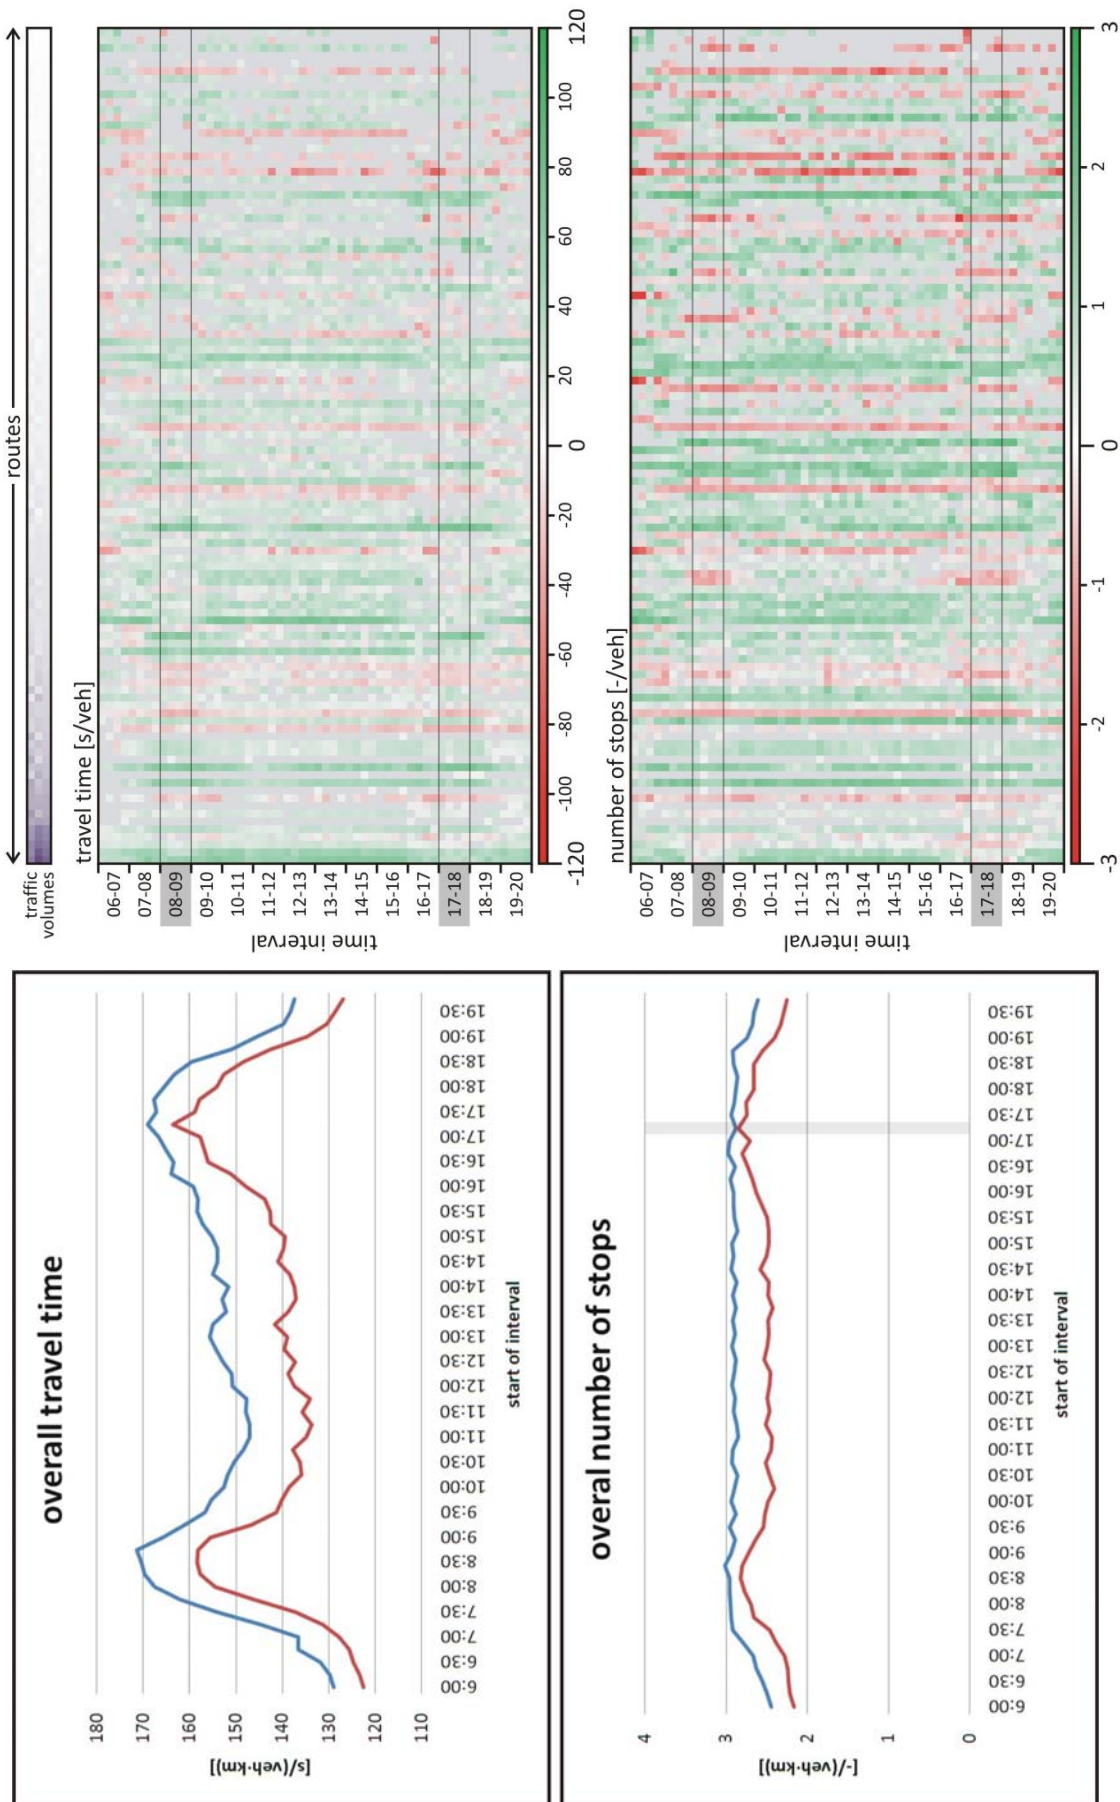 overall travel time
180
170
160
150
140
130
120
110
[s/(veh·km)]
6:00 6:30 7:00 7:30 8:00 8:30 9:00 9:30 10:00 10:30 11:00 11:30 12:00 12:30 13:00 13:30 14:00 14:30 15:00 15:30 16:00 16:30 17:00 17:30 18:00 18:30 19:00 19:30
start of interval
overal number of stops
4
3
2
1
0
[-/(veh·km)]
6:00 6:30 7:00 7:30 8:00 8:30 9:00 9:30 10:00 10:30 11:00 11:30 12:00 12:30 13:00 13:30 14:00 14:30 15:00 15:30 16:00 16:30 17:00 17:30 18:00 18:30 19:00 19:30
start of interval
routes
traffic
volumes
travel time [s/veh]
06-07
07-08
08-09
09-10
10-11
11-12
12-13
13-14
14-15
15-16
16-17
17-18
18-19
19-20
time interval
-120 -100 -80 -60 -40 -20 0 20 40 60 80 100 120
number of stops [-/veh]
06-07
07-08
08-09
09-10
10-11
11-12
12-13
13-14
14-15
15-16
16-17
17-18
18-19
19-20
time interval
-3 -2 -1 0 1 2 3